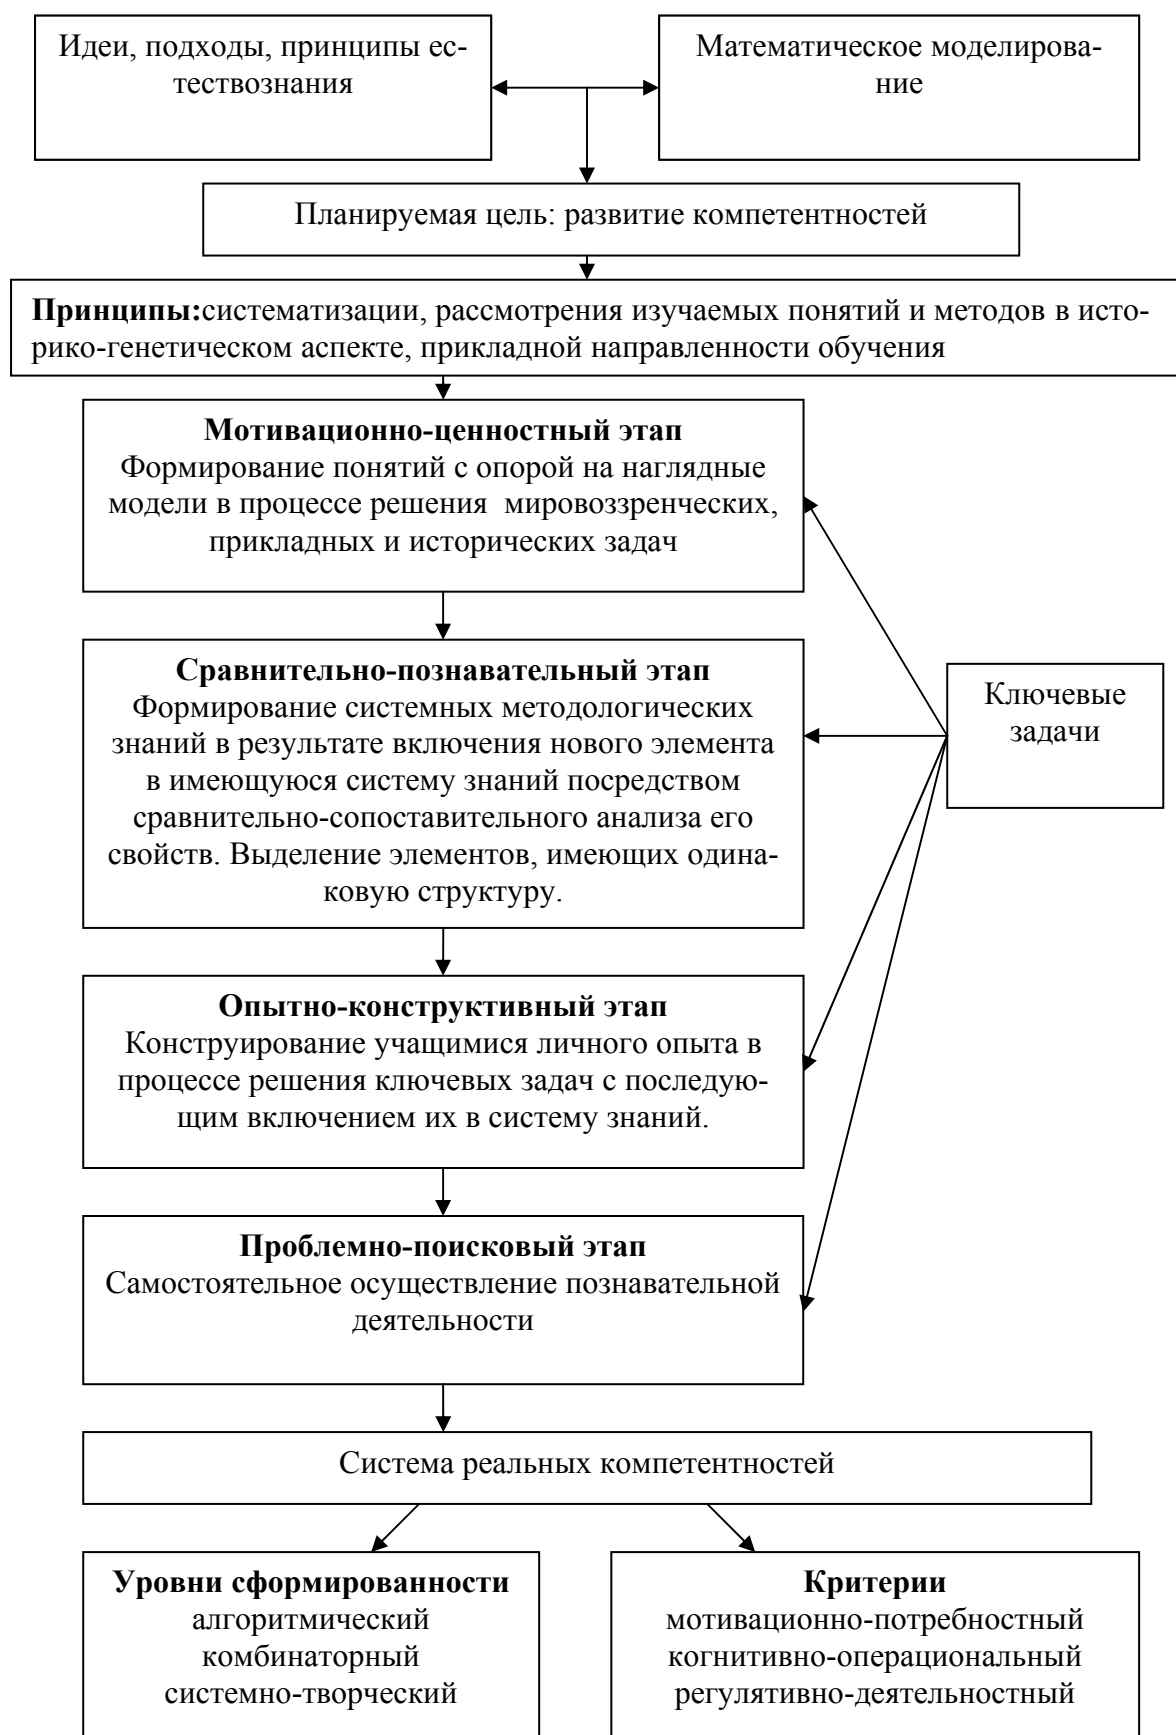 Идеи, подходы, принципы ес-
тествознания
Математическое моделирова-
ние
Планируемая цель: развитие компетентностей
Принципы:систематизации, рассмотрения изучаемых понятий и методов в исто-
рико-генетическом аспекте, прикладной направленности обучения
Мотивационно-ценностный этап
Формирование понятий с опорой на наглядные
модели в процессе решения  мировоззренческих,
прикладных и исторических задач
Сравнительно-познавательный этап
Формирование системных методологических
знаний в результате включения нового элемента
в имеющуюся систему знаний посредством
сравнительно-сопоставительного анализа его
свойств. Выделение элементов, имеющих одина-
ковую структуру.
Ключевые
задачи
Опытно-конструктивный этап
Конструирование учащимися личного опыта в
процессе решения ключевых задач с последую-
щим включением их в систему знаний.
Проблемно-поисковый этап
Самостоятельное осуществление познавательной
деятельности
Система реальных компетентностей
Уровни сформированности
алгоритмический
комбинаторный
системно-творческий
Критерии
мотивационно-потребностный
когнитивно-операциональный
регулятивно-деятельностный